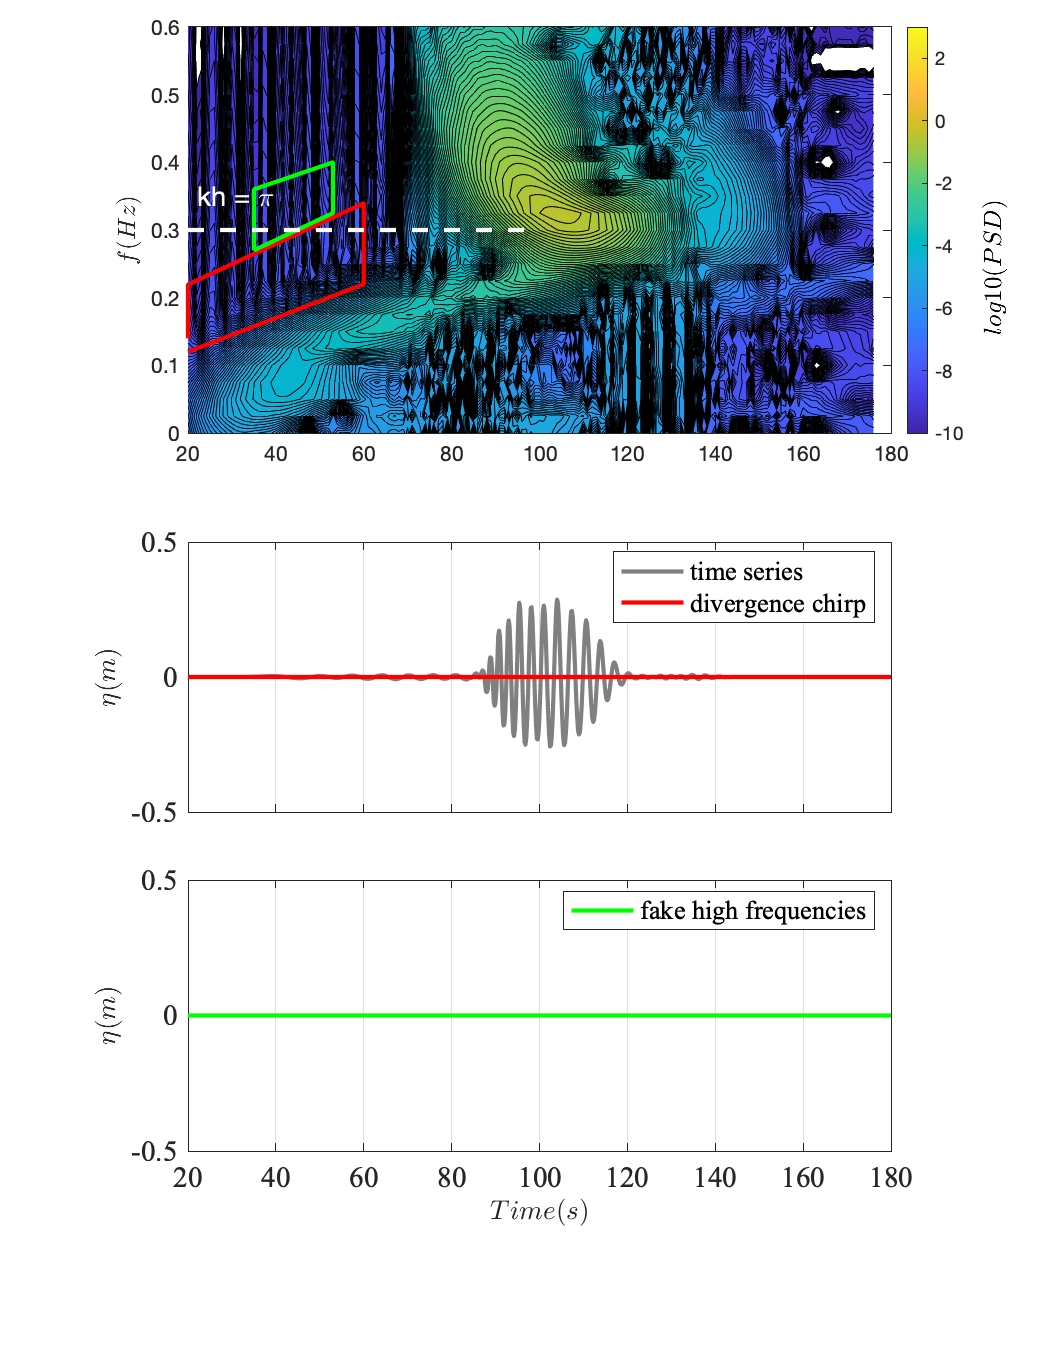 0.6
0.5
0.4
0.3
0.2
0.1
0
f(Hz)
kh = π
20 40 60 80 100 120 140 160 180
2
0
-2
-4
-6
-8
-10
log10(PSD)
0.5
0
-0.5
η(m)
time series
divergence chirp
0.5
0
-0.5
η(m)
fake high frequencies
20 40 60 80 100 120 140 160 180
Time(s)